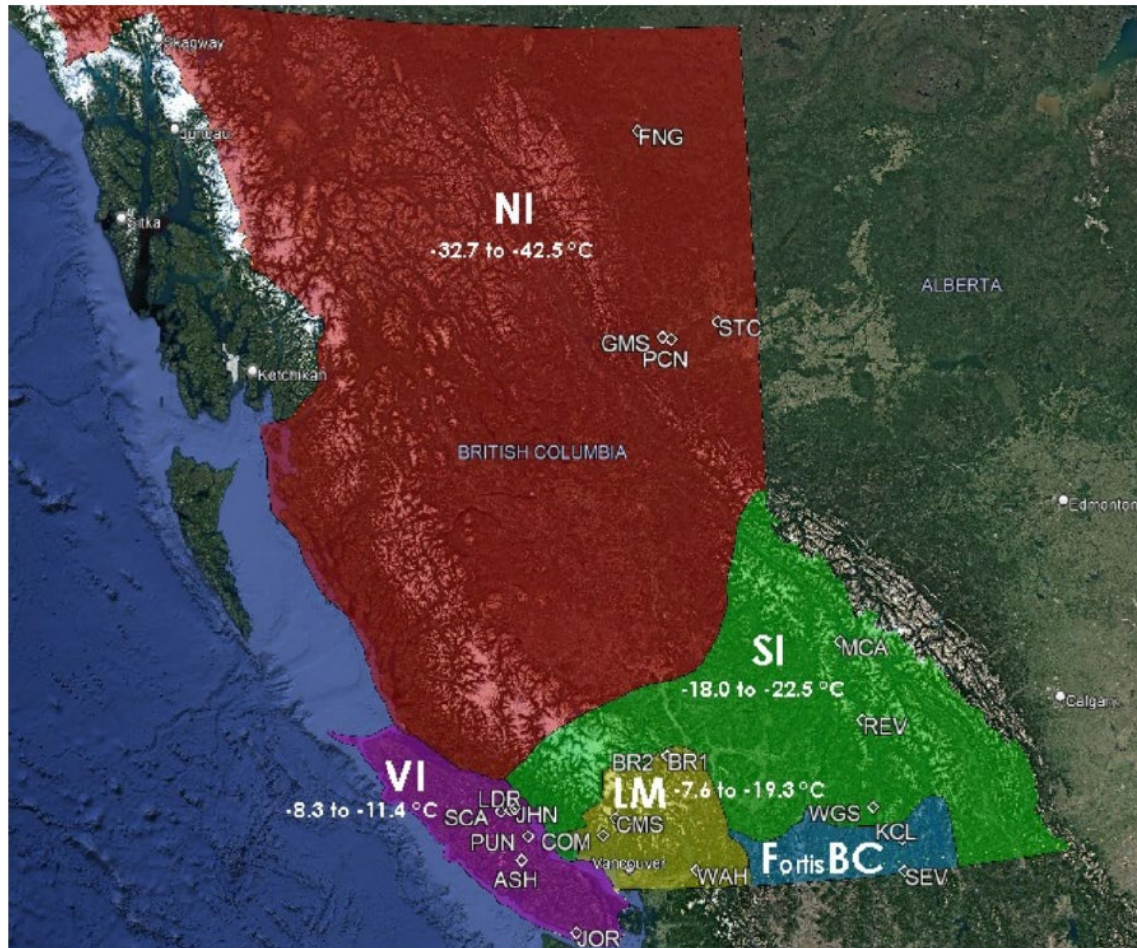 Skagway
Juneau
FNG
NI
Sitka
-32.7 to -42.5 °C
ALBERTA
STC
GMS
PCN
Ketchikan
BRITISH COLUMBIA
Edmonton
SI
MCA
-18.0 to -22.5 °C
Calgary
REV
VI
BR2
BR1
LM
-7.6 to -19.3 °C
-8.3 to -11.4 °C
LDR
SCA
JHN
WGS
CMS
PUN
COM
KCL
Vancouver
FortisBC
ASH
WAH
SEV
JOR